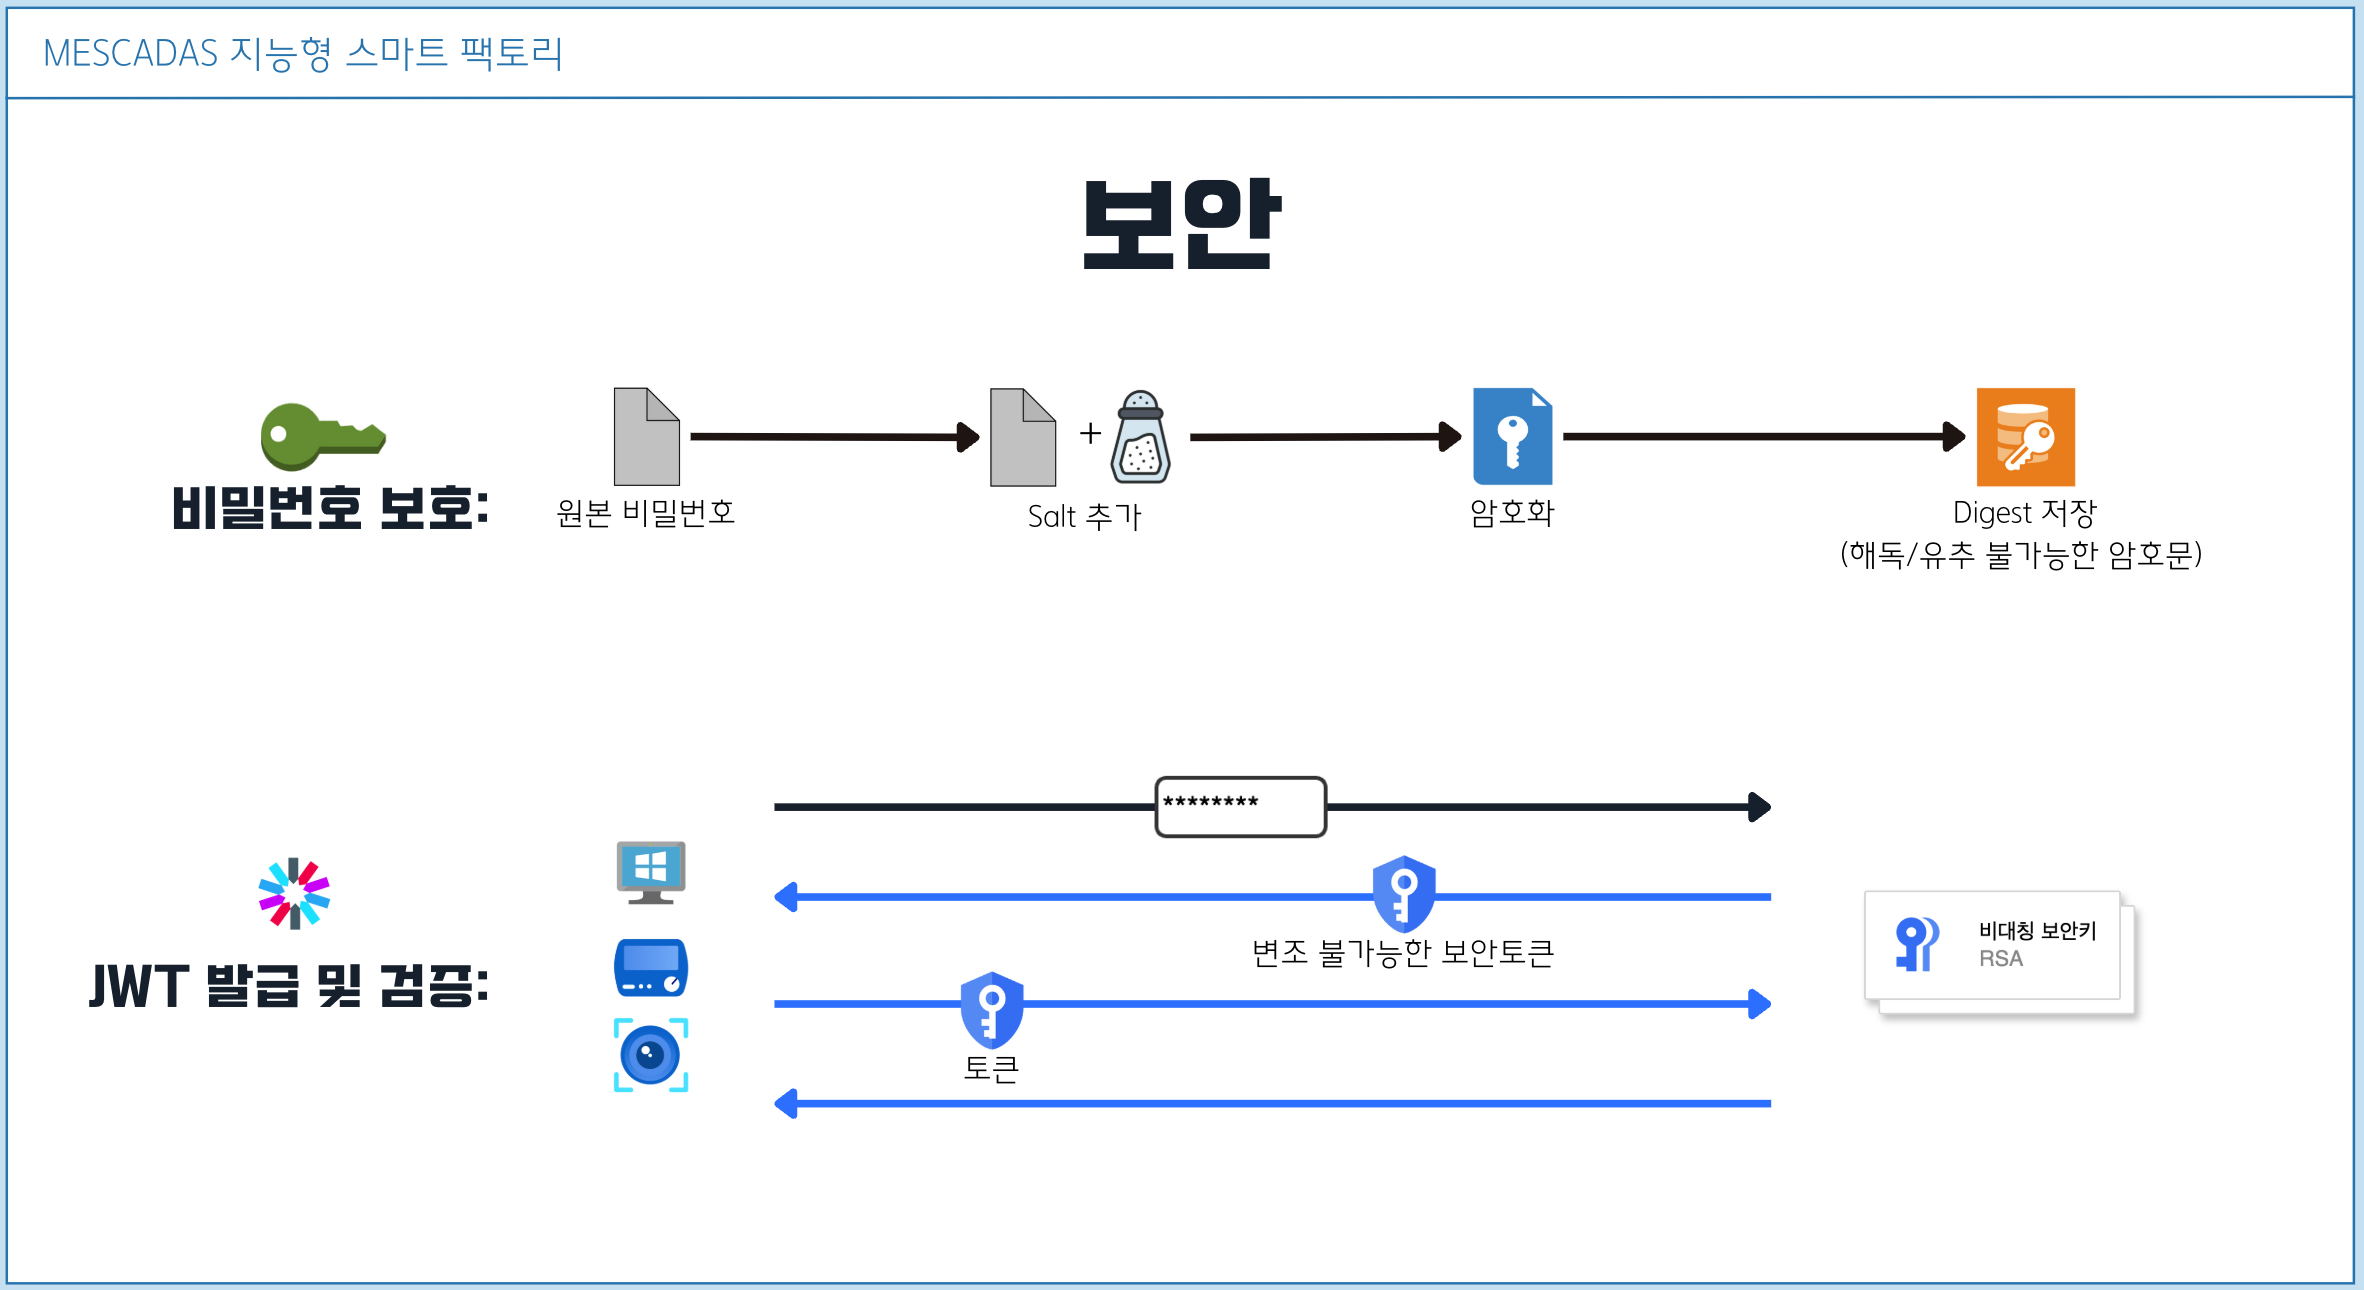 MESCADAS 지능형 스마트 팩토리
보안
비밀번호 보호:
원본 비밀번호
+
Salt 추가
암호화
Digest 저장
(해독/유추 불가능한 암호문)
JWT 발급 및 검증:
********
변조 불가능한 보안토큰
토큰
비대칭 보안키
RSA